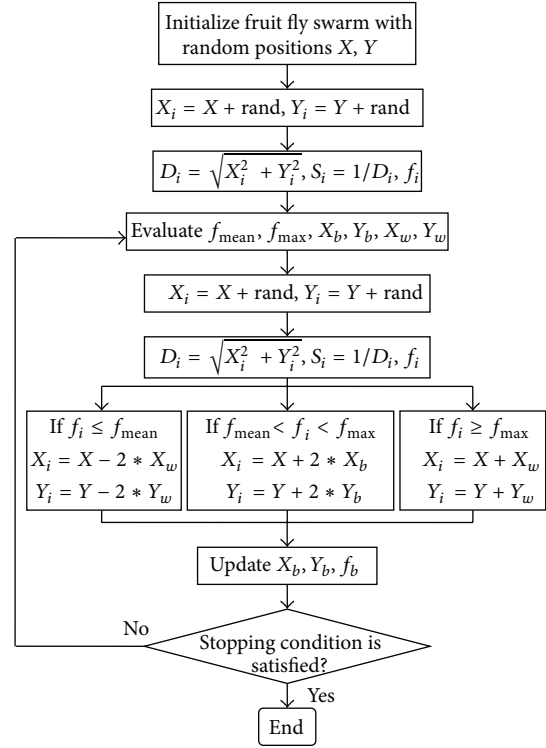 Initialize fruit fly swarm with
random positions X, Y
X_i = X + rand, Y_i = Y + rand
D_i = √(X_i^2 + Y_i^2), S_i = 1/D_i, f_i
Evaluate f_mean, f_max, X_b, Y_b, X_w, Y_w
X_i = X + rand, Y_i = Y + rand
D_i = √(X_i^2 + Y_i^2), S_i = 1/D_i, f_i
If f_i ≤ f_mean
X_i = X − 2 * X_w
Y_i = Y − 2 * Y_w
If f_mean < f_i < f_max
X_i = X + 2 * X_b
Y_i = Y + 2 * Y_b
If f_i ≥ f_max
X_i = X + X_w
Y_i = Y + Y_w
Update X_b, Y_b, f_b
No
Stopping condition is
satisfied?
Yes
End